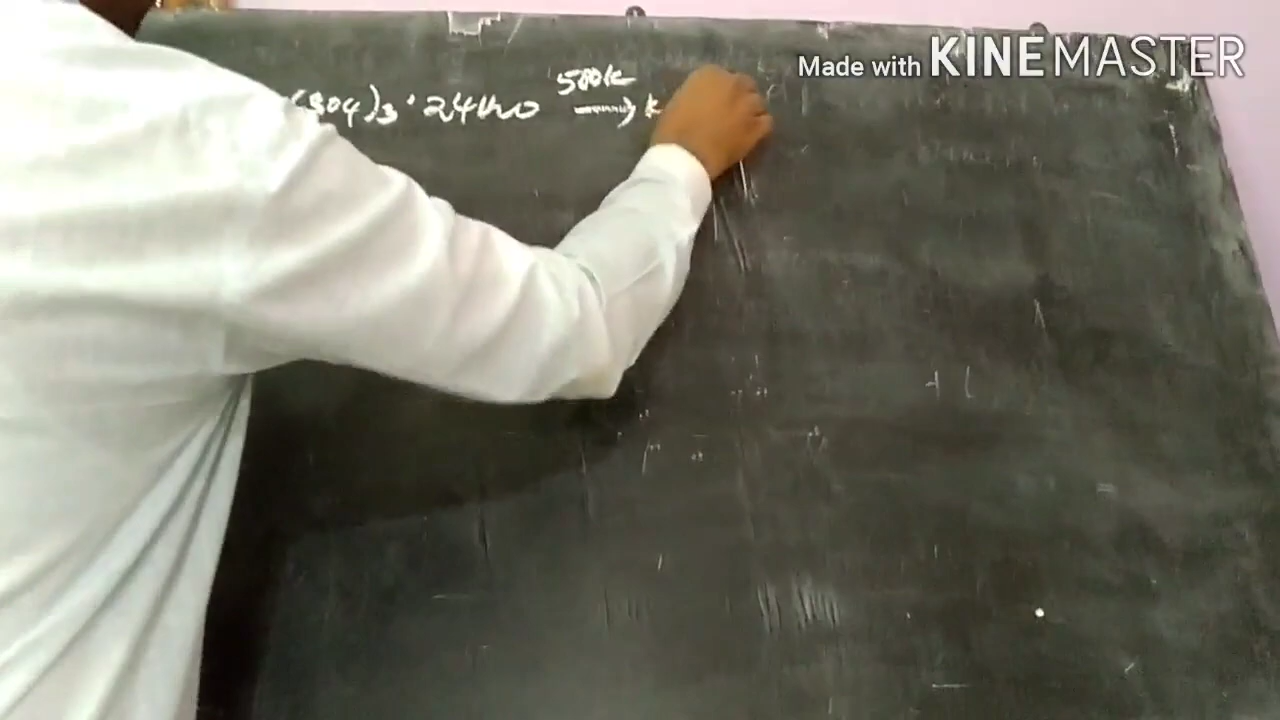 Made with KINEMASTER
500K
(SO4)3 · 24H2O → K